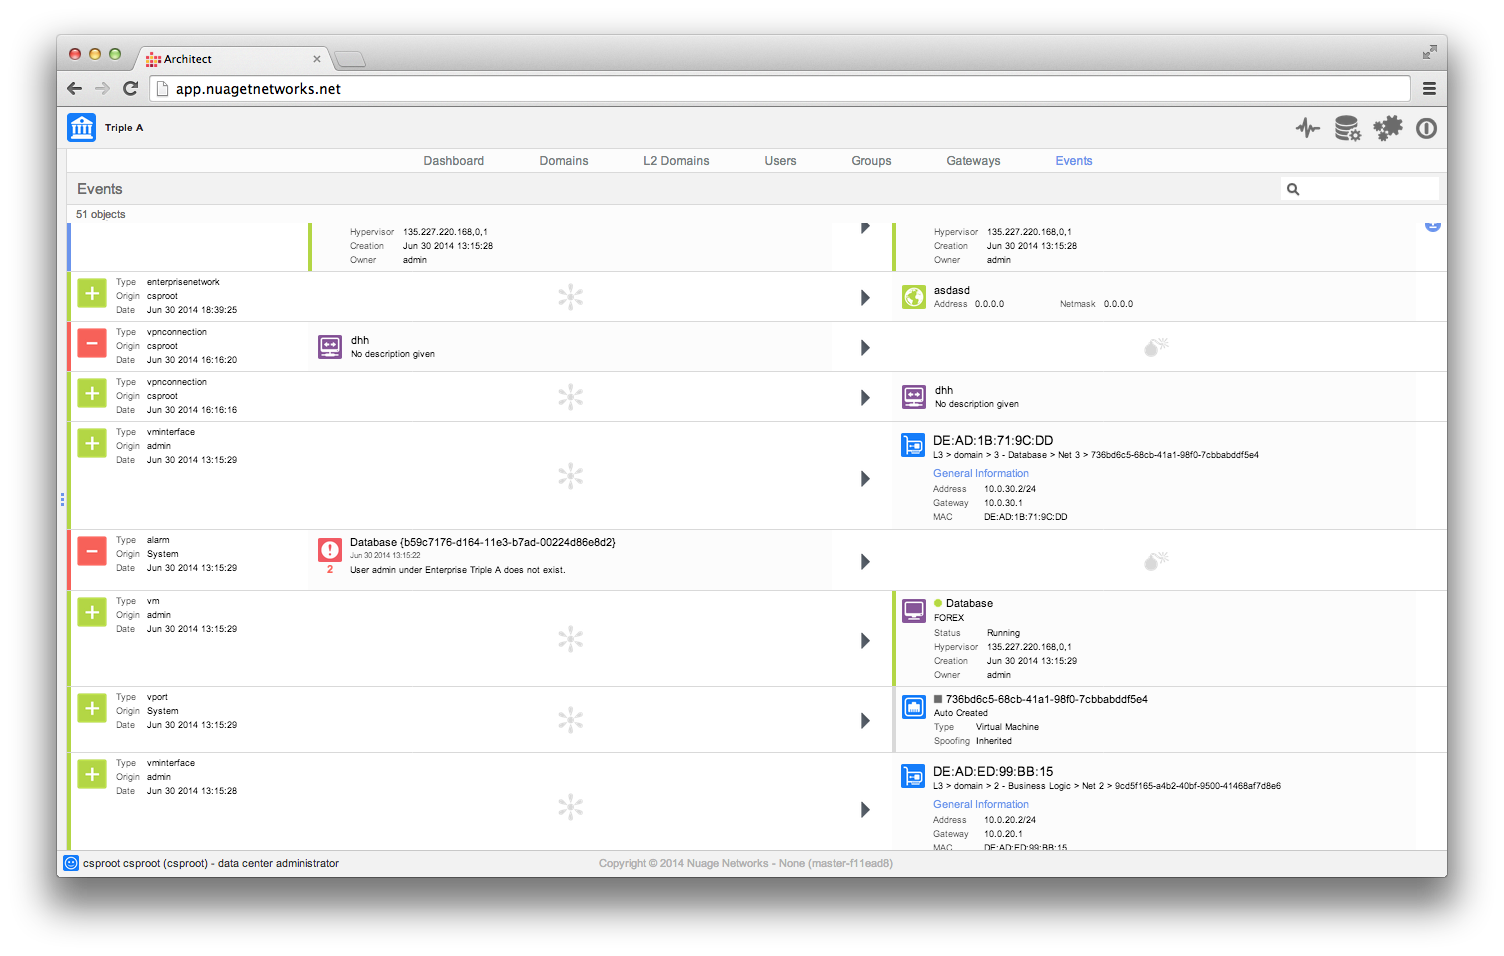 Architect
app.nuagetnetworks.net
Triple A
Dashboard Domains L2 Domains Users Groups Gateways Events
Events
51 objects
Hypervisor 135.227.220.168,0,1
Creation Jun 30 2014 13:15:28
Owner admin
Hypervisor 135.227.220.168,0,1
Creation Jun 30 2014 13:15:28
Owner admin
Type enterprisenetwork
Origin csproot
Date Jun 30 2014 18:39:25
asdasd
Address 0.0.0.0 Netmask 0.0.0.0
Type vpnconnection
Origin csproot
Date Jun 30 2014 16:16:20
dhh
No description given
Type vpnconnection
Origin csproot
Date Jun 30 2014 16:16:16
dhh
No description given
Type vminterface
Origin admin
Date Jun 30 2014 13:15:29
DE:AD:1B:71:9C:DD
L3 > domain > 3 - Database > Net 3 > 736bd6c5-68cb-41a1-98f0-7cbbabddf5e4
General Information
Address 10.0.30.2/24
Gateway 10.0.30.1
MAC DE:AD:1B:71:9C:DD
Type alarm
Origin System
Date Jun 30 2014 13:15:29
Database {b59c7176-d164-11e3-b7ad-00224d86e8d2}
Jun 30 2014 13:15:22
2 User admin under Enterprise Triple A does not exist.
Type vm
Origin admin
Date Jun 30 2014 13:15:29
Database
FOREX
Status Running
Hypervisor 135.227.220.168,0,1
Creation Jun 30 2014 13:15:29
Owner admin
Type vport
Origin System
Date Jun 30 2014 13:15:29
736bd6c5-68cb-41a1-98f0-7cbbabddf5e4
Auto Created
Type Virtual Machine
Spoofing Inherited
Type vminterface
Origin admin
Date Jun 30 2014 13:15:28
DE:AD:ED:99:BB:15
L3 > domain > 2 - Business Logic > Net 2 > 9cd5f165-a4b2-40bf-9500-41468af7d8e6
General Information
Address 10.0.20.2/24
Gateway 10.0.20.1
MAC DE:AD:ED:99:BB:15
csproot csproot (csproot) - data center administrator
Copyright © 2014 Nuage Networks - None (master-f11ead8)